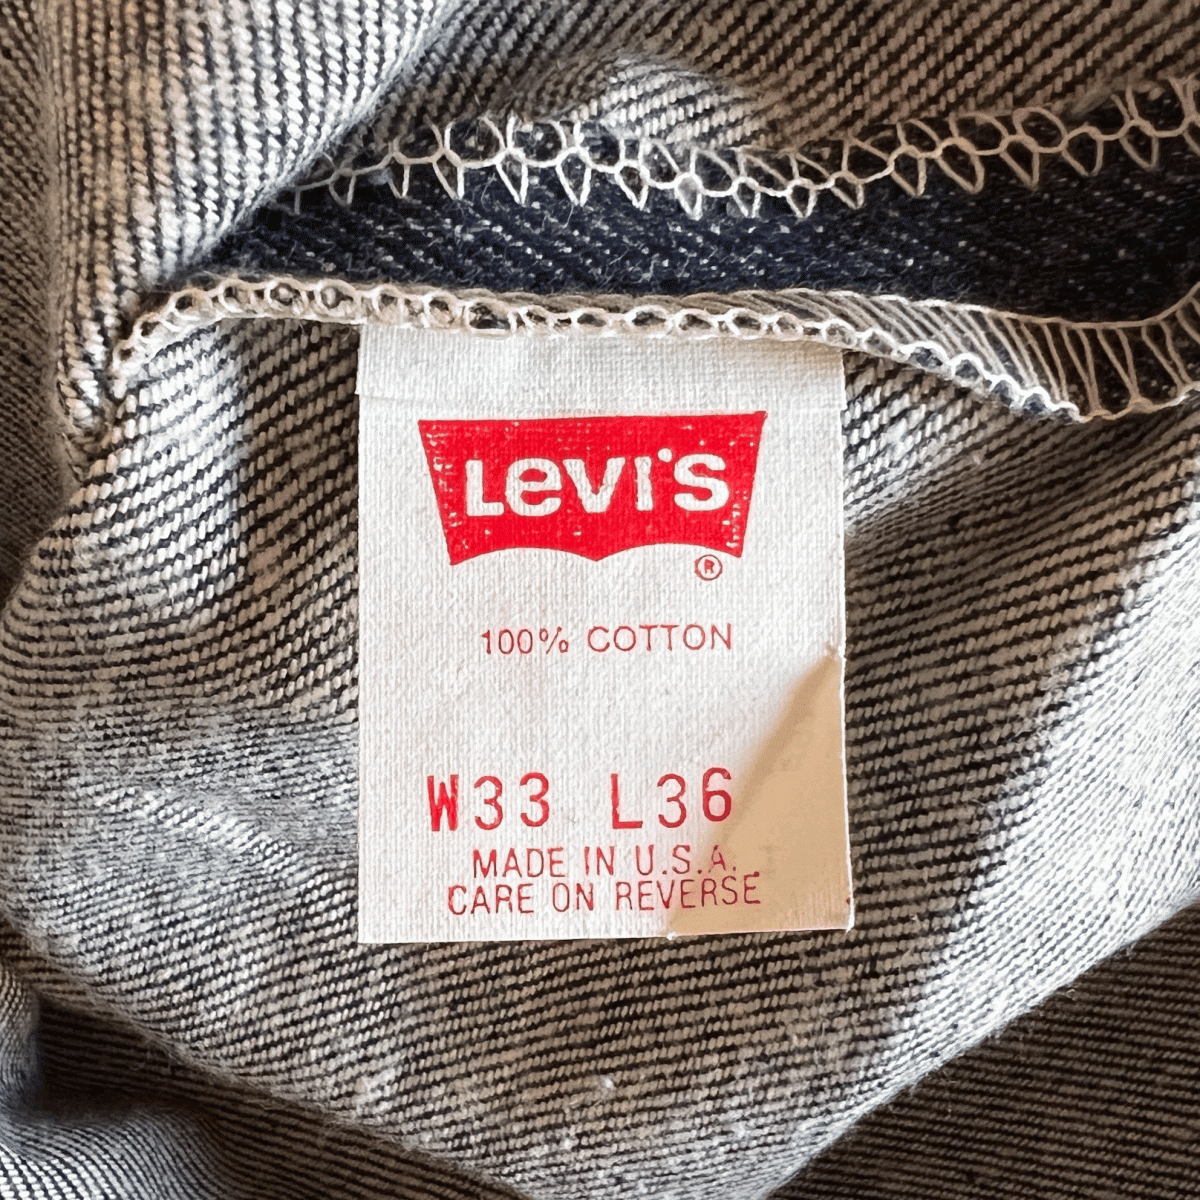 Levi's
®
100% COTTON
W33 L36
MADE IN U.S.A.
CARE ON REVERSE